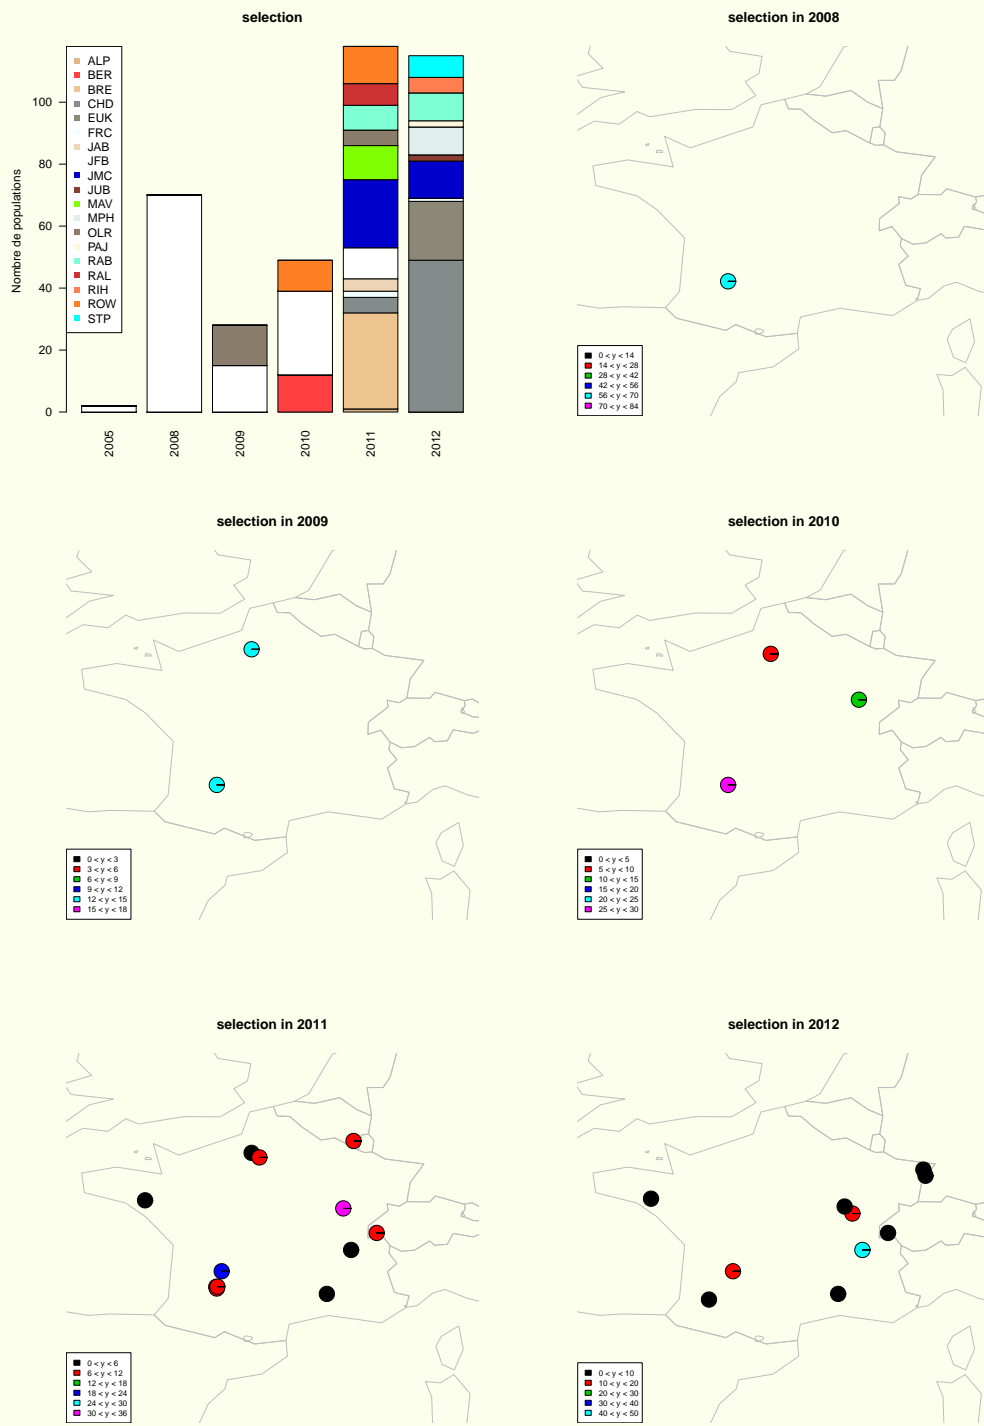 selection
Nombre de populations
0
20
40
60
80
100
ALP
BER
BRE
CHD
EUK
FRC
JAB
JFB
JMC
JUB
MAV
MPH
OLR
PAJ
RAB
RAL
RIH
ROW
STP
2005
2008
2009
2010
2011
2012
selection in 2008
0 < y < 14
14 < y < 28
28 < y < 42
42 < y < 56
56 < y < 70
70 < y < 84
selection in 2009
0 < y < 3
3 < y < 6
6 < y < 9
9 < y < 12
12 < y < 15
15 < y < 18
selection in 2010
0 < y < 5
5 < y < 10
10 < y < 15
15 < y < 20
20 < y < 25
25 < y < 30
selection in 2011
0 < y < 6
6 < y < 12
12 < y < 18
18 < y < 24
24 < y < 30
30 < y < 36
selection in 2012
0 < y < 10
10 < y < 20
20 < y < 30
30 < y < 40
40 < y < 50